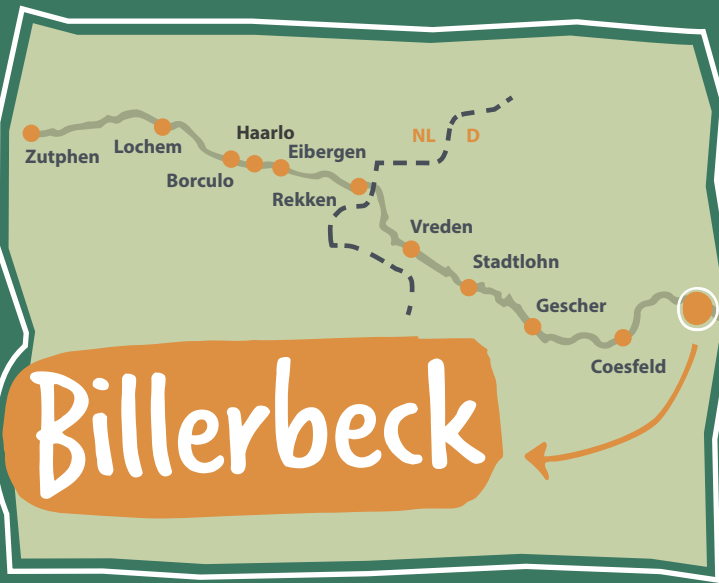 NL D
Haarlo
Zutphen
Lochem
Eibergen
Borculo
Rekken
Vreden
Stadtlohn
Gescher
Coesfeld
Billerbeck